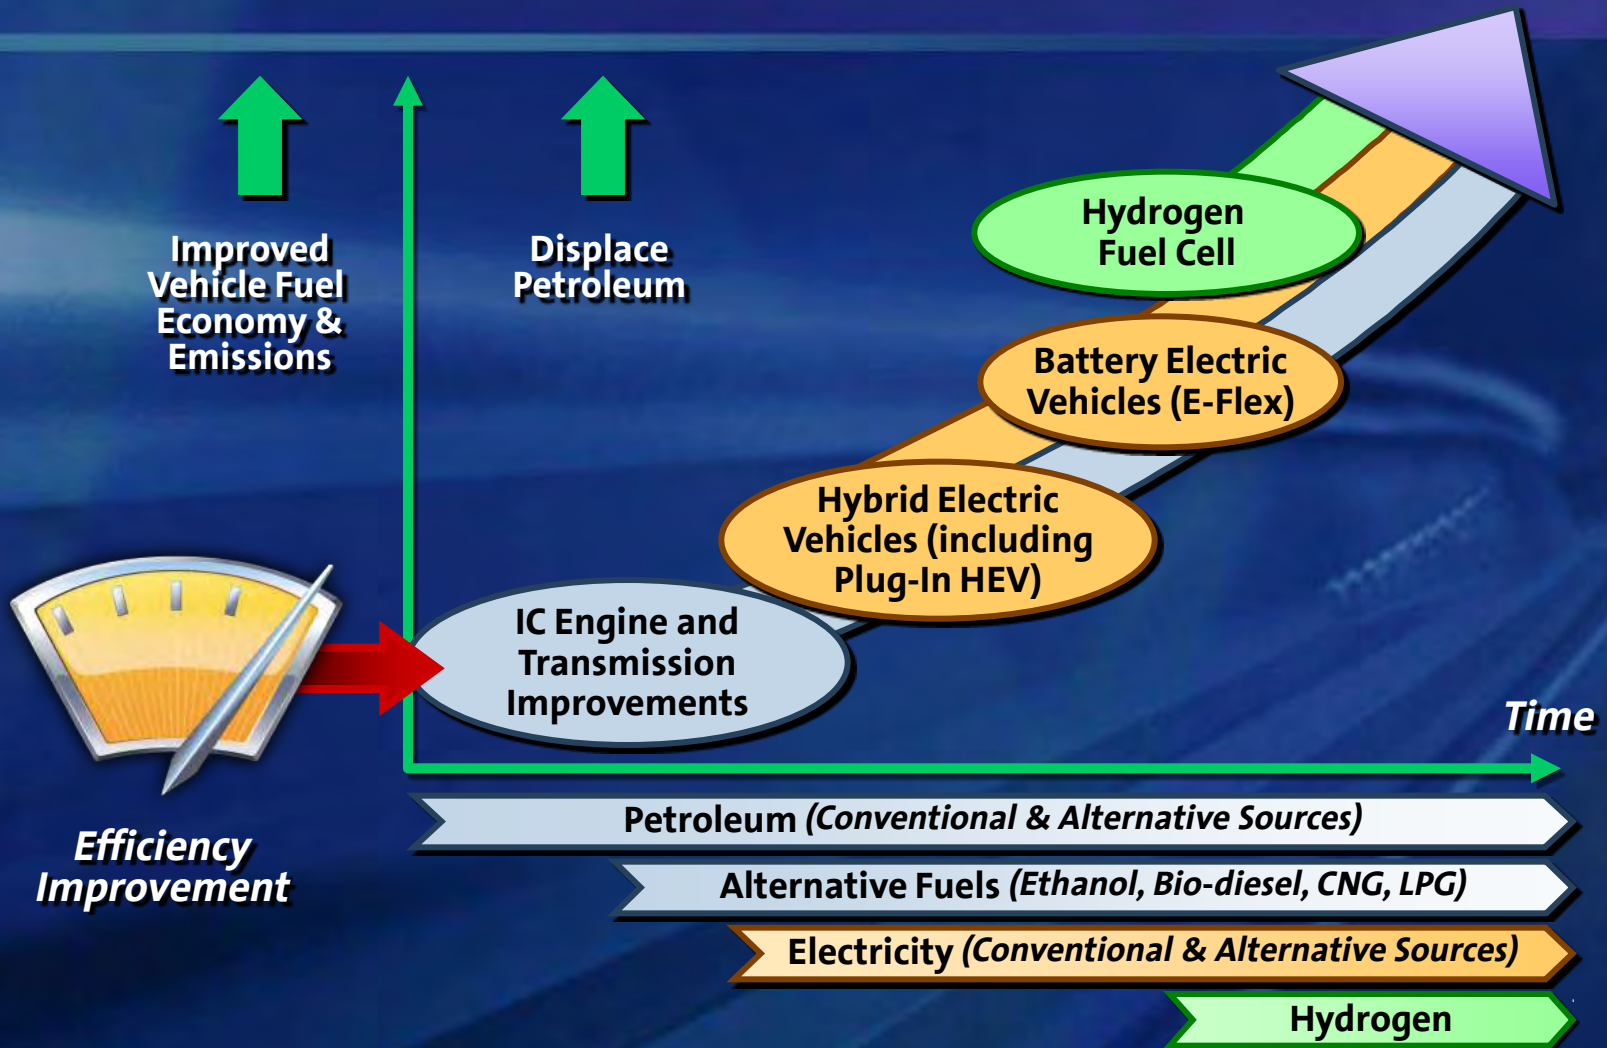 Improved
Vehicle Fuel
Economy &
Emissions
Displace
Petroleum
Hydrogen
Fuel Cell
Battery Electric
Vehicles (E-Flex)
Hybrid Electric
Vehicles (including
Plug-In HEV)
IC Engine and
Transmission
Improvements
Time
Efficiency
Improvement
Petroleum (Conventional & Alternative Sources)
Alternative Fuels (Ethanol, Bio-diesel, CNG, LPG)
Electricity (Conventional & Alternative Sources)
Hydrogen